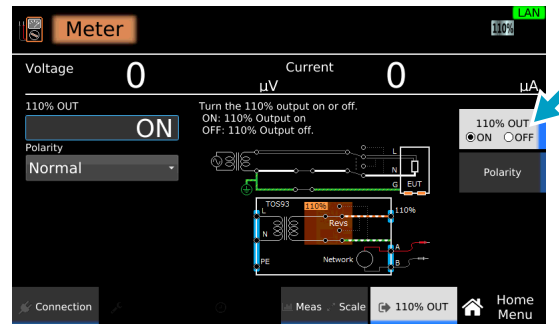 LAN
Meter
110%
Voltage 0 µV Current 0 µA
110% OUT
ON
Polarity
Normal
Turn the 110% output on or off.
ON: 110% Output on
OFF: 110% Output off.
110% OUT
ON OFF
Polarity
L
N
G EUT
TOS93 110% 110%
L
Revs
N
A
Network
PE B
Connection Meas Scale 110% OUT
Home
Menu